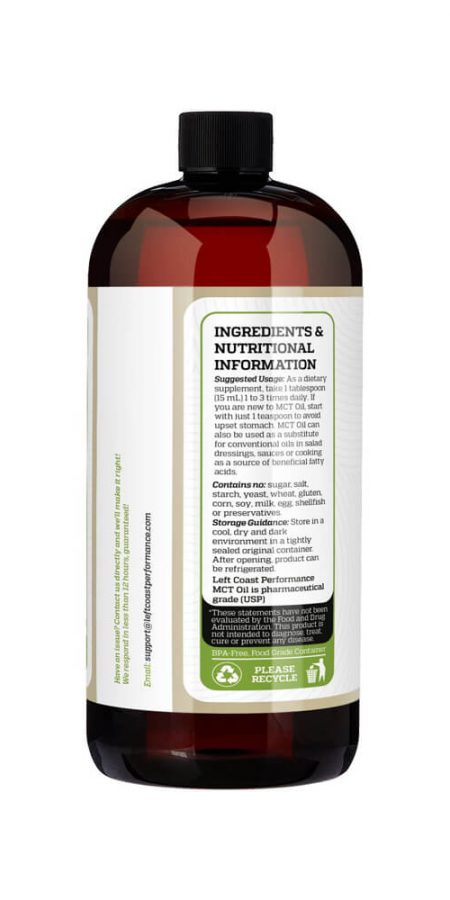 INGREDIENTS &
NUTRITIONAL
INFORMATION
Suggested Usage: As a dietary
supplement, take 1 tablespoon
(15 mL) 1 to 3 times daily. If
you are new to MCT Oil, start
with just 1 teaspoon to avoid
upset stomach. MCT Oil can
also be used as a substitute
for conventional oils in salad
dressings, sauces or cooking
as a source of beneficial fatty
acids.
Contains no: sugar, salt,
starch, yeast, wheat, gluten,
corn, soy, milk, egg, shellfish
or preservatives.
Storage Guidance: Store in a
cool, dry and dark
environment in a tightly
sealed original container.
After opening, product can
be refrigerated.
Left Coast Performance
MCT Oil is pharmaceutical
grade (USP)
*These statements have not been
evaluated by the Food and Drug
Administration. This product is
not intended to diagnose, treat,
cure or prevent any disease.
BPA-Free, Food Grade Container
PLEASE
RECYCLE
Have an issue? Contact us directly and we'll make it right!
We respond in less than 12 hours, guaranteed!
Email: support@leftcoastperformance.com